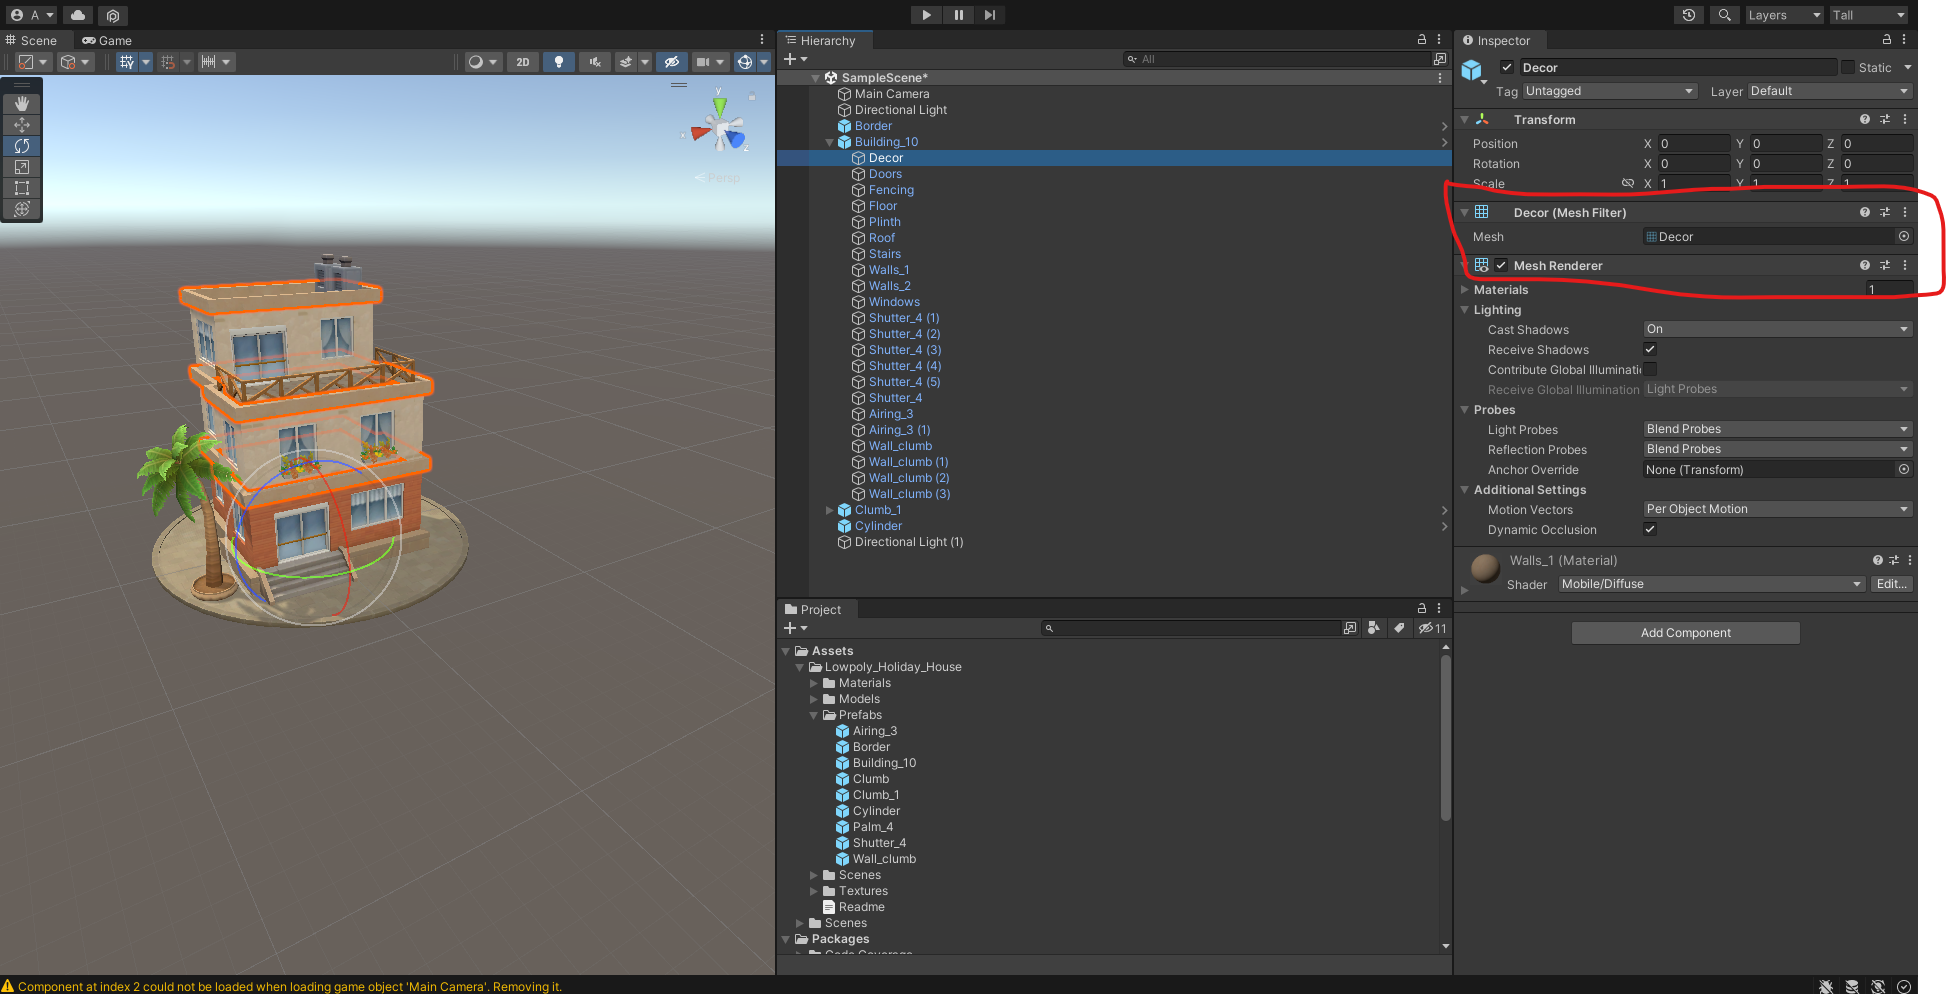 A
Layers
Tall
Scene
Game
2D
y
x
z
Persp
Hierarchy
All
SampleScene*
Main Camera
Directional Light
Border
Building_10
Decor
Doors
Fencing
Floor
Plinth
Roof
Stairs
Walls_1
Walls_2
Windows
Shutter_4 (1)
Shutter_4 (2)
Shutter_4 (3)
Shutter_4 (4)
Shutter_4 (5)
Shutter_4
Airing_3
Airing_3 (1)
Wall_clumb
Wall_clumb (1)
Wall_clumb (2)
Wall_clumb (3)
Clumb_1
Cylinder
Directional Light (1)
Project
11
Assets
Lowpoly_Holiday_House
Materials
Models
Prefabs
Airing_3
Border
Building_10
Clumb
Clumb_1
Cylinder
Palm_4
Shutter_4
Wall_clumb
Scenes
Textures
Readme
Scenes
Packages
Code Coverage
Inspector
Decor
Static
Tag Untagged Layer Default
Transform
Position X 0 Y 0 Z 0
Rotation X 0 Y 0 Z 0
Scale X 1 Y 1 Z 1
Decor (Mesh Filter)
Mesh Decor
Mesh Renderer
Materials 1
Lighting
Cast Shadows On
Receive Shadows
Contribute Global Illuminati
Receive Global Illumination Light Probes
Probes
Light Probes Blend Probes
Reflection Probes Blend Probes
Anchor Override None (Transform)
Additional Settings
Motion Vectors Per Object Motion
Dynamic Occlusion
Walls_1 (Material)
Shader Mobile/Diffuse Edit...
Add Component
Component at index 2 could not be loaded when loading game object 'Main Camera'. Removing it.